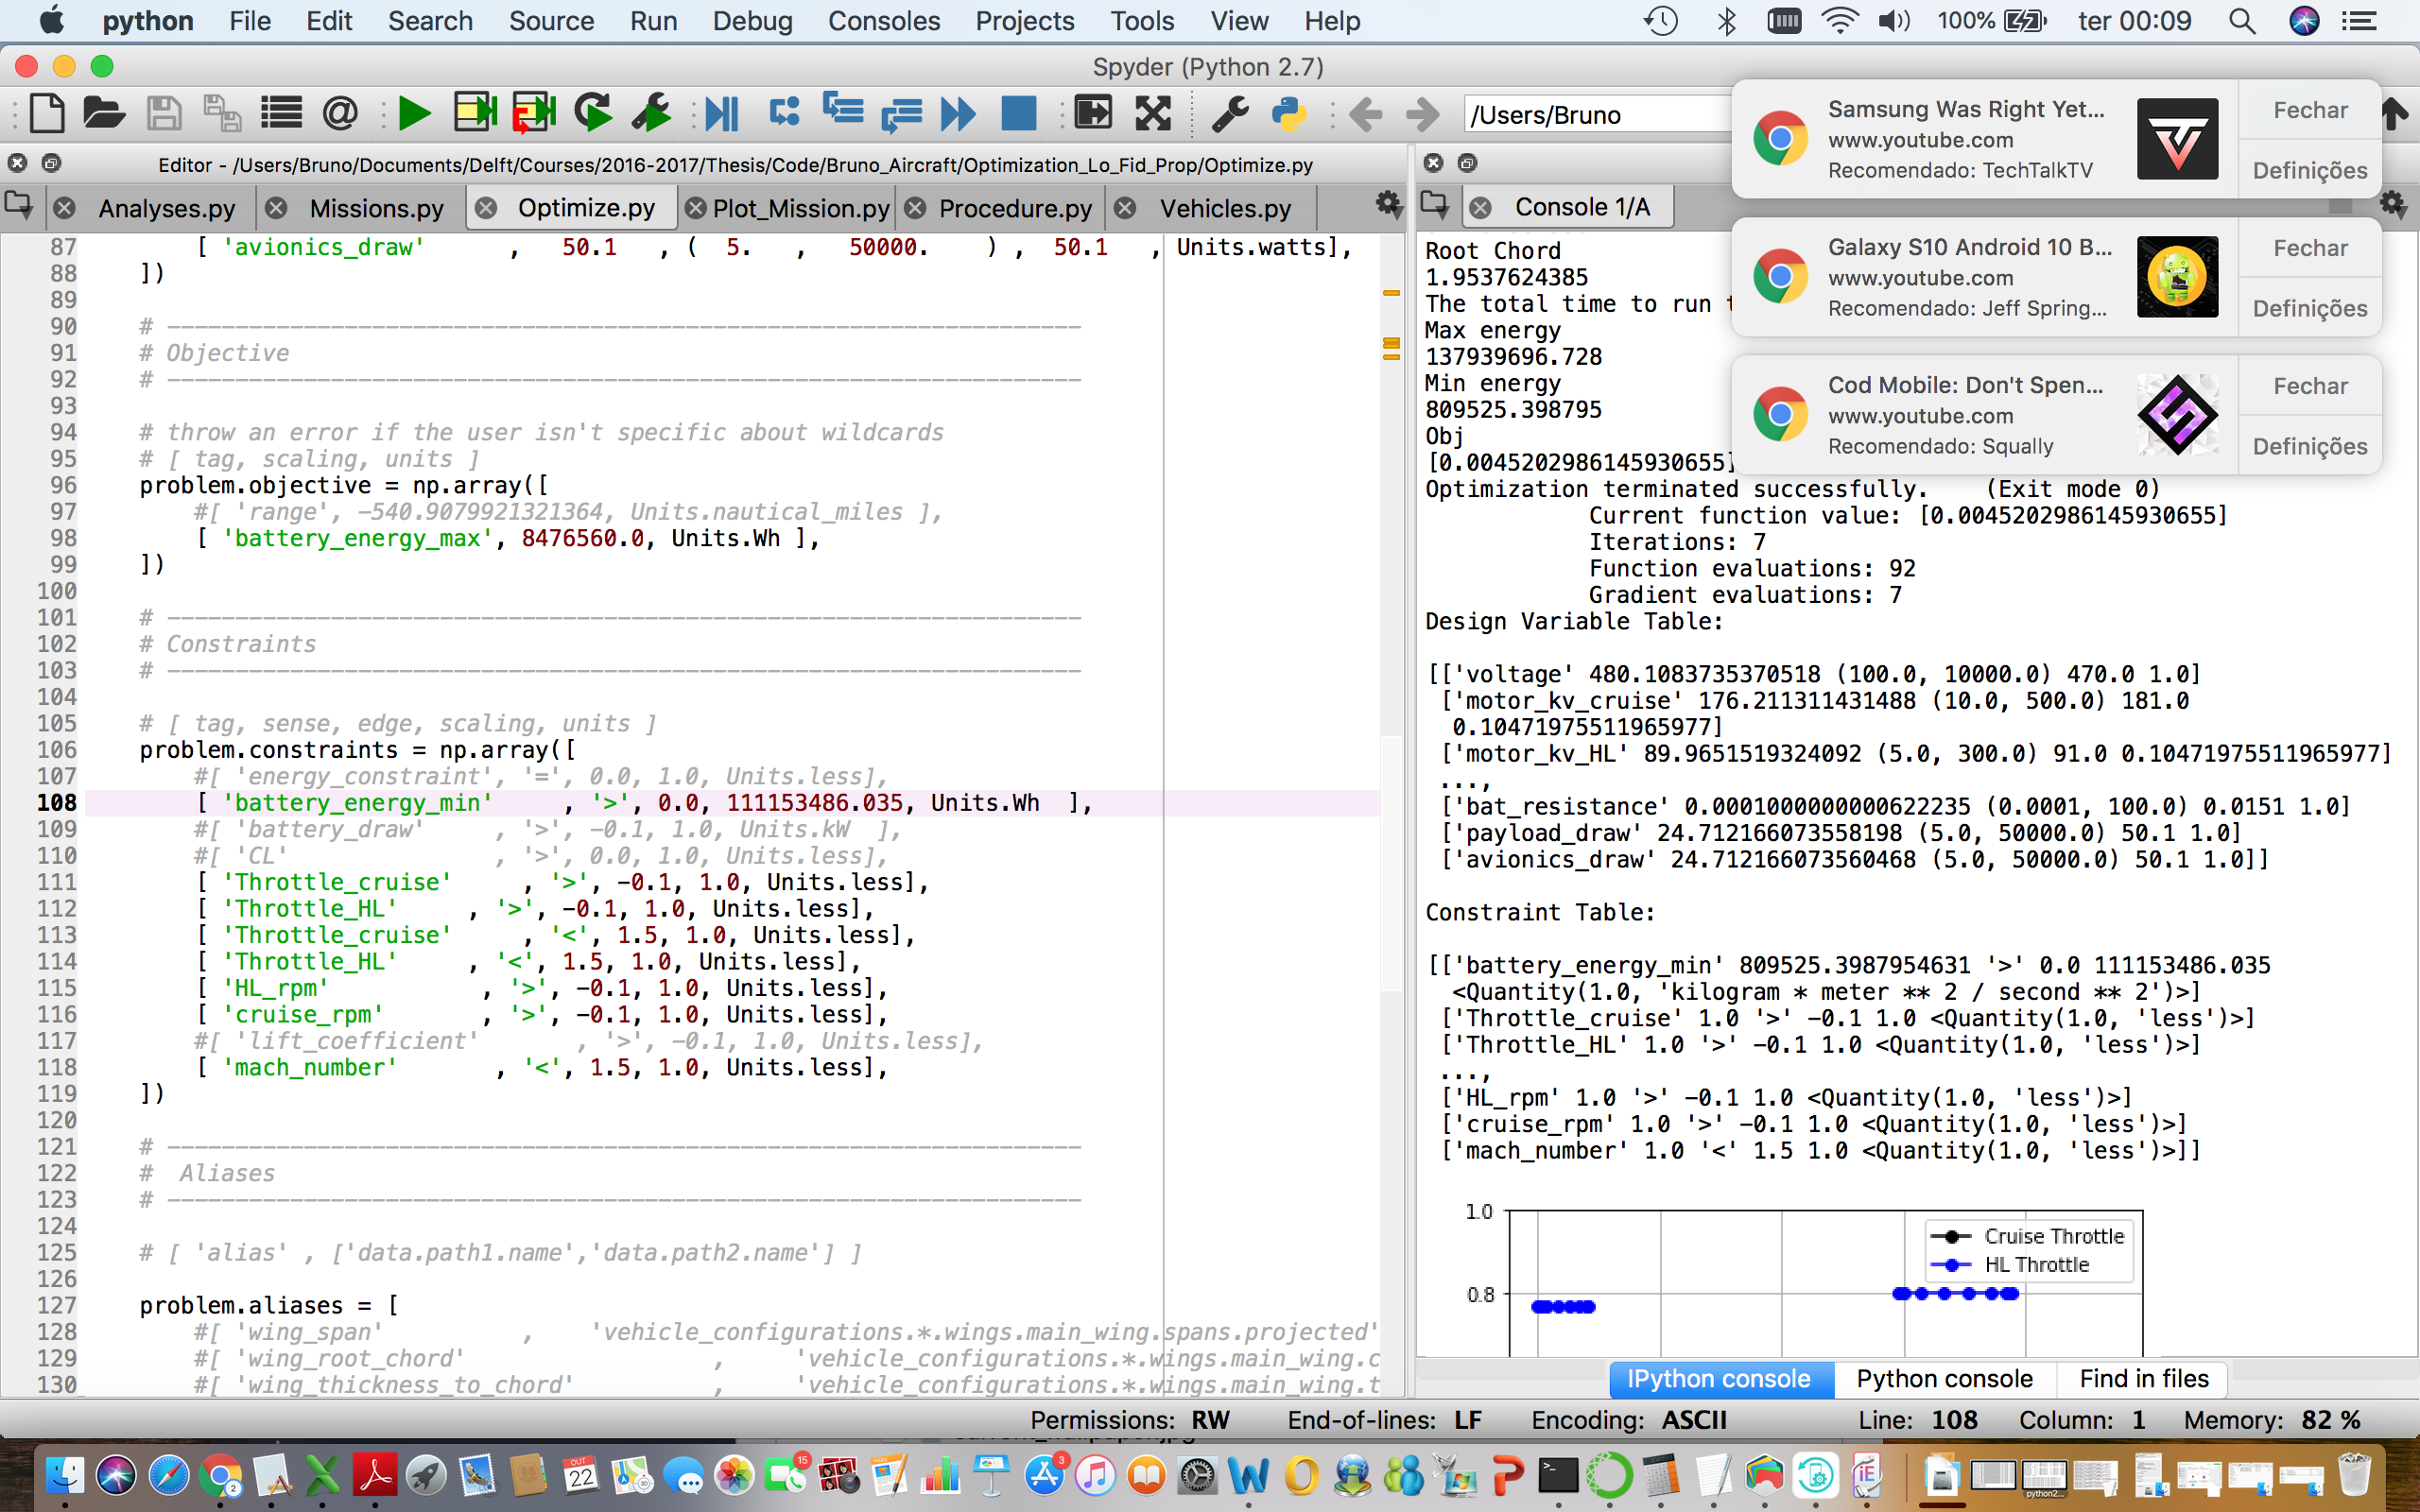 python File Edit Search Source Run Debug Consoles Projects Tools View Help 100% ter 00:09
Spyder (Python 2.7)
/Users/Bruno
Editor - /Users/Bruno/Documents/Delft/Courses/2016-2017/Thesis/Code/Bruno_Aircraft/Optimization_Lo_Fid_Prop/Optimize.py
Analyses.py Missions.py Optimize.py Plot_Mission.py Procedure.py Vehicles.py
87 [ 'avionics_draw' , 50.1 , ( 5. , 50000. ) , 50.1 , Units.watts],
88 ])
89
90 # -------------------------------------------------------------------
91 # Objective
92 # -------------------------------------------------------------------
93
94 # throw an error if the user isn't specific about wildcards
95 # [ tag, scaling, units ]
96 problem.objective = np.array([
97 #[ 'range', -540.9079921321364, Units.nautical_miles ],
98 [ 'battery_energy_max', 8476560.0, Units.Wh ],
99 ])
100
101 # -------------------------------------------------------------------
102 # Constraints
103 # -------------------------------------------------------------------
104
105 # [ tag, sense, edge, scaling, units ]
106 problem.constraints = np.array([
107 #[ 'energy_constraint', '=', 0.0, 1.0, Units.less],
108 [ 'battery_energy_min' , '>', 0.0, 111153486.035, Units.Wh ],
109 #[ 'battery_draw' , '>', -0.1, 1.0, Units.kW ],
110 #[ 'CL' , '>', 0.0, 1.0, Units.less],
111 [ 'Throttle_cruise' , '>', -0.1, 1.0, Units.less],
112 [ 'Throttle_HL' , '>', -0.1, 1.0, Units.less],
113 [ 'Throttle_cruise' , '<', 1.5, 1.0, Units.less],
114 [ 'Throttle_HL' , '<', 1.5, 1.0, Units.less],
115 [ 'HL_rpm' , '>', -0.1, 1.0, Units.less],
116 [ 'cruise_rpm' , '>', -0.1, 1.0, Units.less],
117 #[ 'lift_coefficient' , '>', -0.1, 1.0, Units.less],
118 [ 'mach_number' , '<', 1.5, 1.0, Units.less],
119 ])
120
121 # -------------------------------------------------------------------
122 # Aliases
123 # -------------------------------------------------------------------
124
125 # [ 'alias' , ['data.path1.name','data.path2.name'] ]
126
127 problem.aliases = [
128 #[ 'wing_span' , 'vehicle_configurations.*.wings.main_wing.spans.projected'
129 #[ 'wing_root_chord' , 'vehicle_configurations.*.wings.main_wing.c
130 #[ 'wing_thickness_to_chord' , 'vehicle_configurations.*.wings.main_wing.t
Console 1/A
Root Chord
1.9537624385
The total time to run
Max energy
137939696.728
Min energy
809525.398795
Obj
[0.0045202986145930655]
Optimization terminated successfully. (Exit mode 0)
Current function value: [0.0045202986145930655]
Iterations: 7
Function evaluations: 92
Gradient evaluations: 7
Design Variable Table:
[['voltage' 480.1083735370518 (100.0, 10000.0) 470.0 1.0]
['motor_kv_cruise' 176.211311431488 (10.0, 500.0) 181.0
0.10471975511965977]
['motor_kv_HL' 89.9651519324092 (5.0, 300.0) 91.0 0.10471975511965977]
...,
['bat_resistance' 0.0001000000000622235 (0.0001, 100.0) 0.0151 1.0]
['payload_draw' 24.712166073558198 (5.0, 50000.0) 50.1 1.0]
['avionics_draw' 24.712166073560468 (5.0, 50000.0) 50.1 1.0]]
Constraint Table:
[['battery_energy_min' 809525.3987954631 '>' 0.0 111153486.035
<Quantity(1.0, 'kilogram * meter ** 2 / second ** 2')>]
['Throttle_cruise' 1.0 '>' -0.1 1.0 <Quantity(1.0, 'less')>]
['Throttle_HL' 1.0 '>' -0.1 1.0 <Quantity(1.0, 'less')>]
...,
['HL_rpm' 1.0 '>' -0.1 1.0 <Quantity(1.0, 'less')>]
['cruise_rpm' 1.0 '>' -0.1 1.0 <Quantity(1.0, 'less')>]
['mach_number' 1.0 '<' 1.5 1.0 <Quantity(1.0, 'less')>]]
1.0
Cruise Throttle
HL Throttle
0.8
Samsung Was Right Yet...
www.youtube.com
Recomendado: TechTalkTV
Fechar
Definições
Galaxy S10 Android 10 B...
www.youtube.com
Recomendado: Jeff Spring...
Fechar
Definições
Cod Mobile: Don't Spen...
www.youtube.com
Recomendado: Squally
Fechar
Definições
IPython console Python console Find in files
Permissions: RW End-of-lines: LF Encoding: ASCII Line: 108 Column: 1 Memory: 82 %
2
OUT
22
15
3
python2...